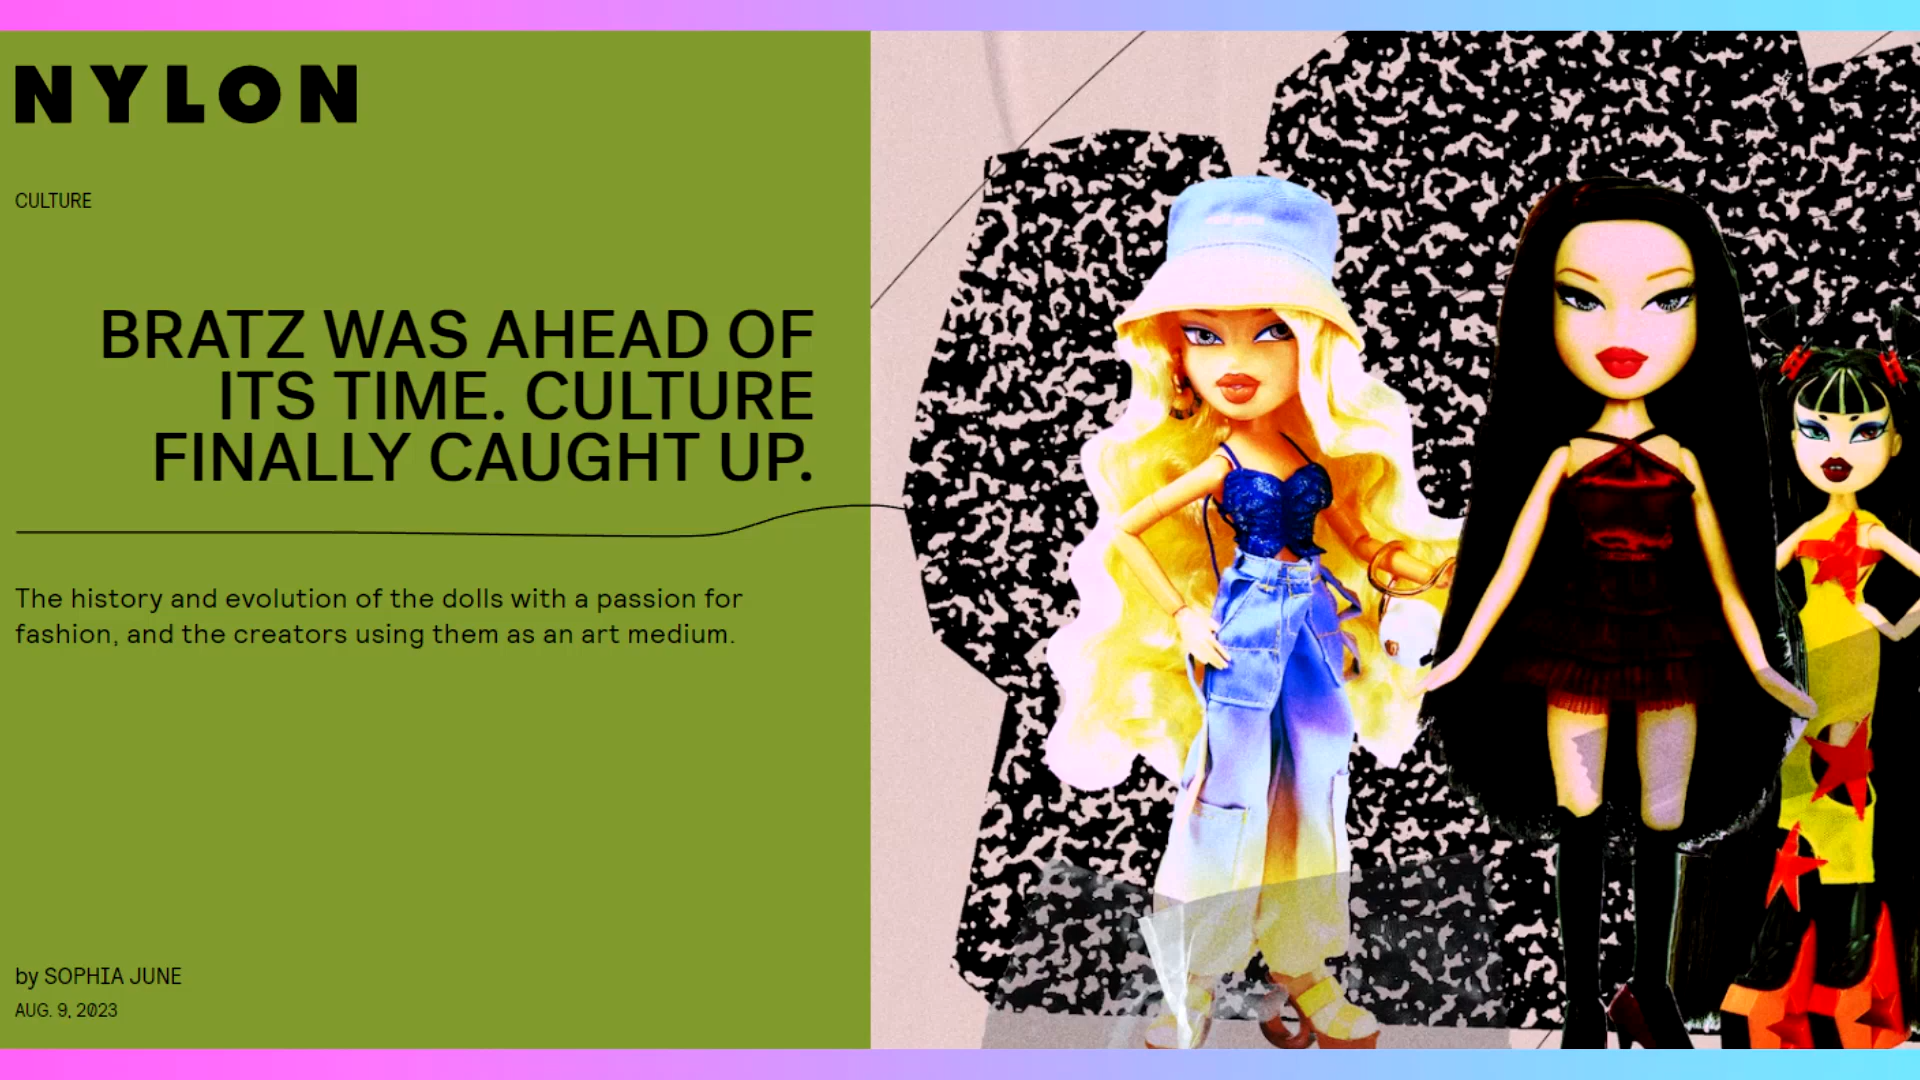 NYLON
CULTURE
BRATZ WAS AHEAD OF
ITS TIME. CULTURE
FINALLY CAUGHT UP.
The history and evolution of the dolls with a passion for
fashion, and the creators using them as an art medium.
by SOPHIA JUNE
AUG. 9, 2023